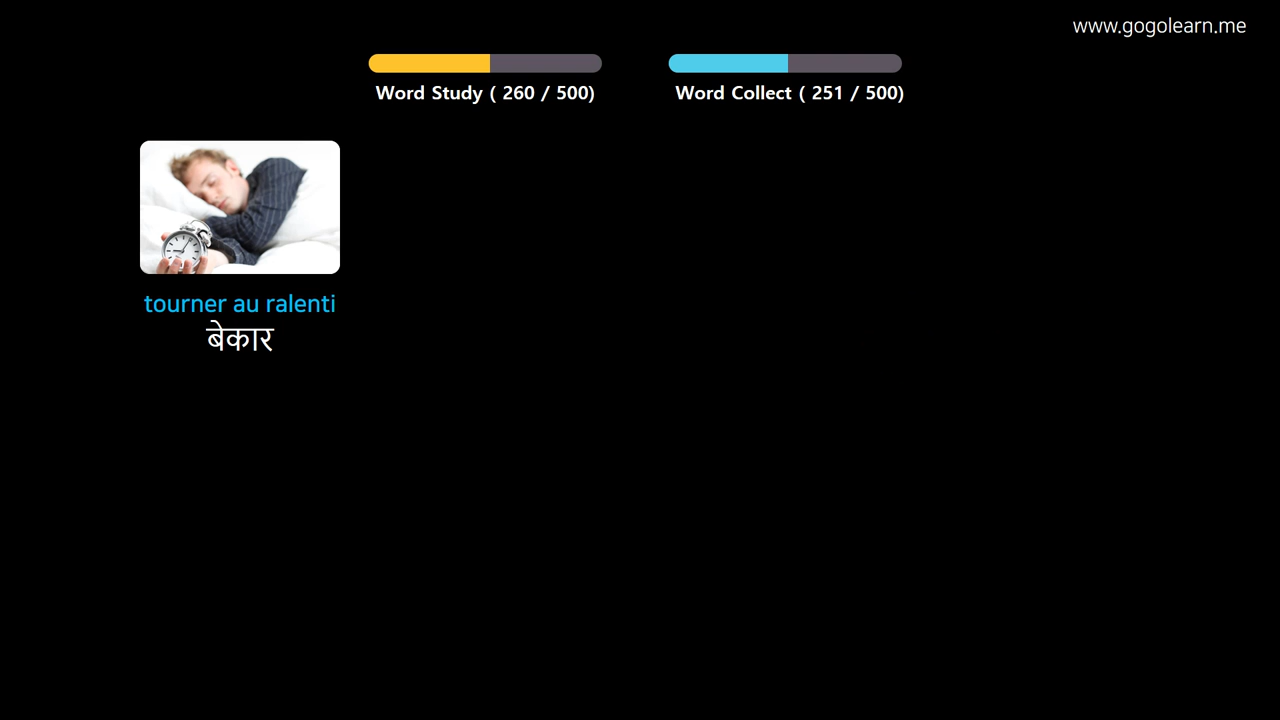 www.gogolearn.me
Word Study ( 260 / 500)
Word Collect ( 251 / 500)
tourner au ralenti
बेकार